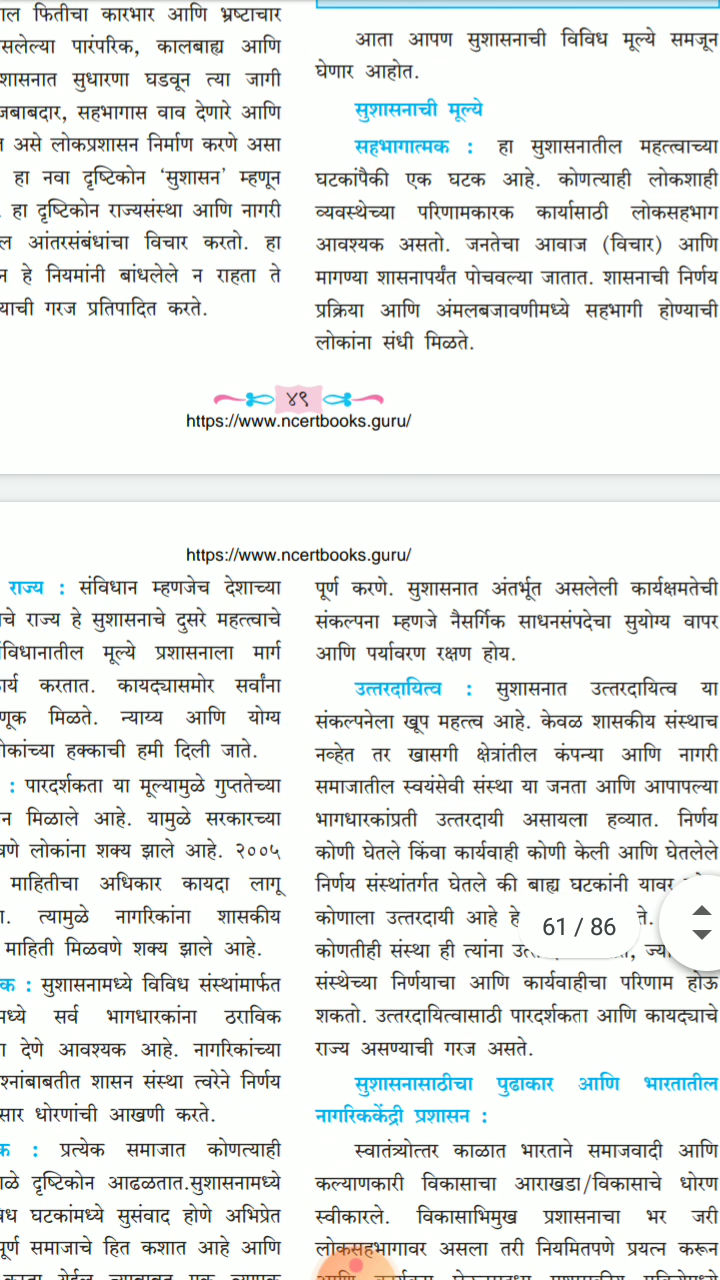 ाल फितीचा कारभार आणि भ्रष्टाचार
सलेल्या पारंपरिक, कालबाह्य आणि
शासनात सुधारणा घडवून त्या जागी
जबाबदार, सहभागास वाव देणारे आणि
असे लोकप्रशासन निर्माण करणे असा
हा नवा दृष्टिकोन ‘सुशासन’ म्हणून
. हा दृष्टिकोन राज्यसंस्था आणि नागरी
ल आंतरसंबंधांचा विचार करतो. हा
न हे नियमांनी बांधलेले न राहता ते
याची गरज प्रतिपादित करते.
आता आपण सुशासनाची विविध मूल्ये समजून
घेणार आहोत.
सुशासनाची मूल्ये
सहभागात्मक : हा सुशासनातील महत्त्वाच्या
घटकांपैकी एक घटक आहे. कोणत्याही लोकशाही
व्यवस्थेच्या परिणामकारक कार्यासाठी लोकसहभाग
आवश्यक असतो. जनतेचा आवाज (विचार) आणि
मागण्या शासनापर्यंत पोचवल्या जातात. शासनाची निर्णय
प्रक्रिया आणि अंमलबजावणीमध्ये सहभागी होण्याची
लोकांना संधी मिळते.
४९
https://www.ncertbooks.guru/
https://www.ncertbooks.guru/
राज्य : संविधान म्हणजेच देशाच्या
चे राज्य हे सुशासनाचे दुसरे महत्त्वाचे
ंविधानातील मूल्ये प्रशासनाला मार्ग
ार्य करतात. कायद्यासमोर सर्वांना
णूक मिळते. न्याय्य आणि योग्य
ोकांच्या हक्काची हमी दिली जाते.
: पारदर्शकता या मूल्यामुळे गुप्ततेच्या
न मिळाले आहे. यामुळे सरकारच्या
वणे लोकांना शक्य झाले आहे. २००५
माहितीचा अधिकार कायदा लागू
ा. त्यामुळे नागरिकांना शासकीय
माहिती मिळवणे शक्य झाले आहे.
क : सुशासनामध्ये विविध संस्थांमार्फत
मध्ये सर्व भागधारकांना ठराविक
ा देणे आवश्यक आहे. नागरिकांच्या
श्नांबाबतीत शासन संस्था त्वरेने निर्णय
सार धोरणांची आखणी करते.
क : प्रत्येक समाजात कोणत्याही
ाळे दृष्टिकोन आढळतात.सुशासनामध्ये
वध घटकांमध्ये सुसंवाद होणे अभिप्रेत
पूर्ण समाजाचे हित कशात आहे आणि
पूर्ण करणे. सुशासनात अंतर्भूत असलेली कार्यक्षमतेची
संकल्पना म्हणजे नैसर्गिक साधनसंपदेचा सुयोग्य वापर
आणि पर्यावरण रक्षण होय.
उत्तरदायित्व : सुशासनात उत्तरदायित्व या
संकल्पनेला खूप महत्त्व आहे. केवळ शासकीय संस्थाच
नव्हेत तर खासगी क्षेत्रांतील कंपन्या आणि नागरी
समाजातील स्वयंसेवी संस्था या जनता आणि आपापल्या
भागधारकांप्रती उत्तरदायी असायला हव्यात. निर्णय
कोणी घेतले किंवा कार्यवाही कोणी केली आणि घेतलेले
निर्णय संस्थांतर्गत घेतले की बाह्य घटकांनी यावर
कोणाला उत्तरदायी आहे हे ते.
कोणतीही संस्था ही त्यांना
संस्थेच्या निर्णयाचा आणि कार्यवाहीचा परिणाम होऊ
शकतो. उत्तरदायित्वासाठी पारदर्शकता आणि कायद्याचे
राज्य असण्याची गरज असते.
सुशासनासाठीचा पुढाकार आणि भारतातील
नागरिककेंद्री प्रशासन :
स्वातंत्र्योत्तर काळात भारताने समाजवादी आणि
कल्याणकारी विकासाचा आराखडा/विकासाचे धोरण
स्वीकारले. विकासाभिमुख प्रशासनाचा भर जरी
लोकसहभागावर असला तरी नियमितपणे प्रयत्न करून
61 / 86